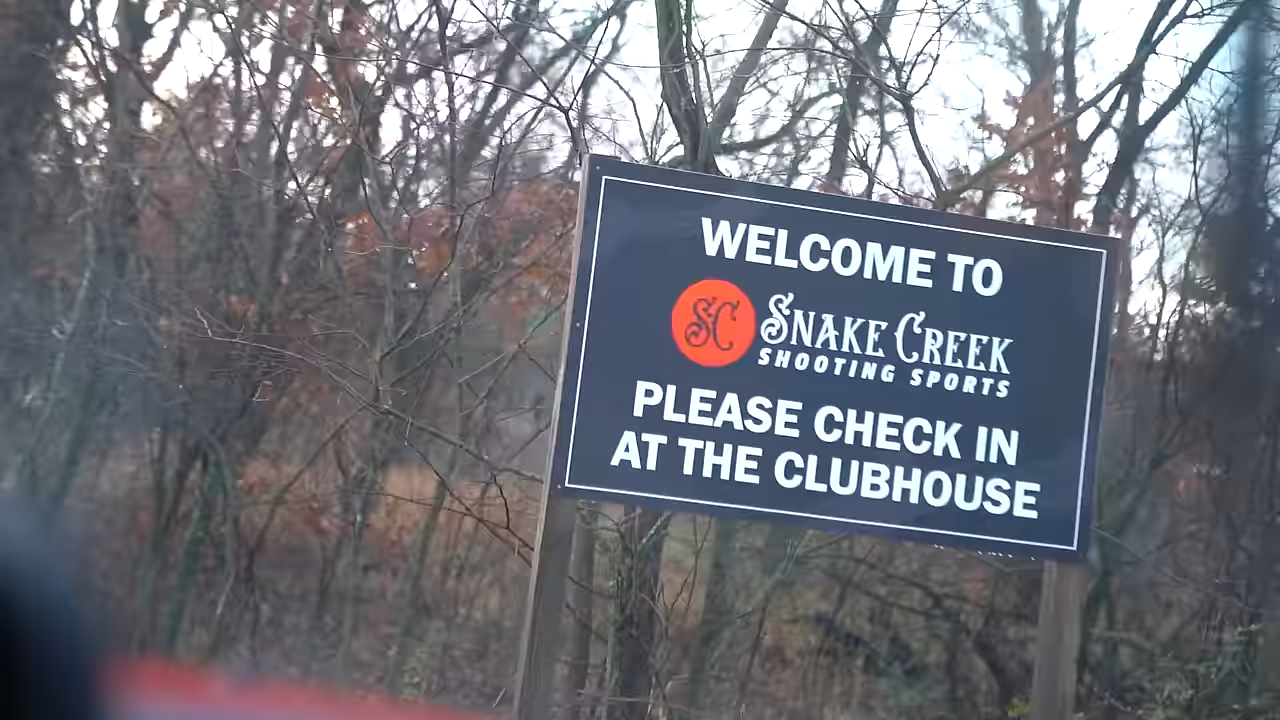 WELCOME TO
SC SNAKE CREEK
SHOOTING SPORTS
PLEASE CHECK IN
AT THE CLUBHOUSE